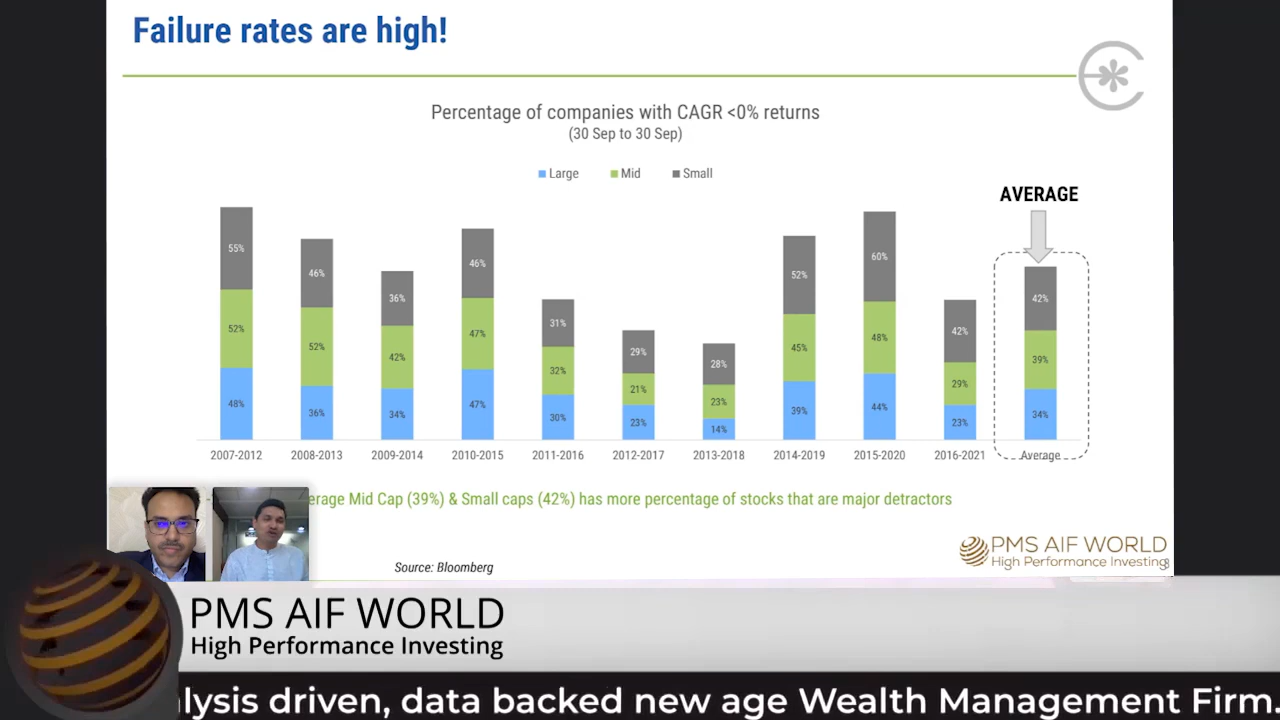 Failure rates are high!
Percentage of companies with CAGR <0% returns
(30 Sep to 30 Sep)
Large Mid Small
AVERAGE
55% 46% 36% 46% 31% 29% 28% 52% 60% 42% 42%
52% 52% 42% 47% 32% 21% 23% 45% 48% 29% 39%
48% 36% 34% 47% 30% 23% 14% 39% 44% 23% 34%
2007-2012 2008-2013 2009-2014 2010-2015 2011-2016 2012-2017 2013-2018 2014-2019 2015-2020 2016-2021 Average
erage Mid Cap (39%) & Small caps (42%) has more percentage of stocks that are major detractors
PMS AIF WORLD
High Performance Investing
Source: Bloomberg
PMS AIF WORLD
High Performance Investing
lysis driven, data backed new age Wealth Management Firm.